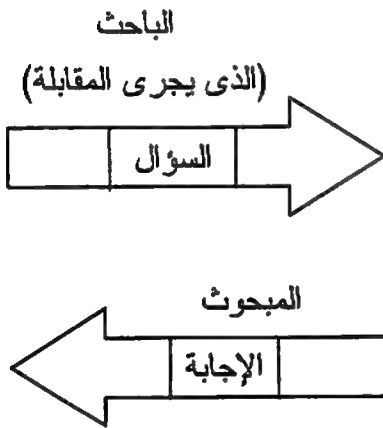 الباحث
(الذى يجرى المقابلة)
السؤال
المبحوث
الإجابة